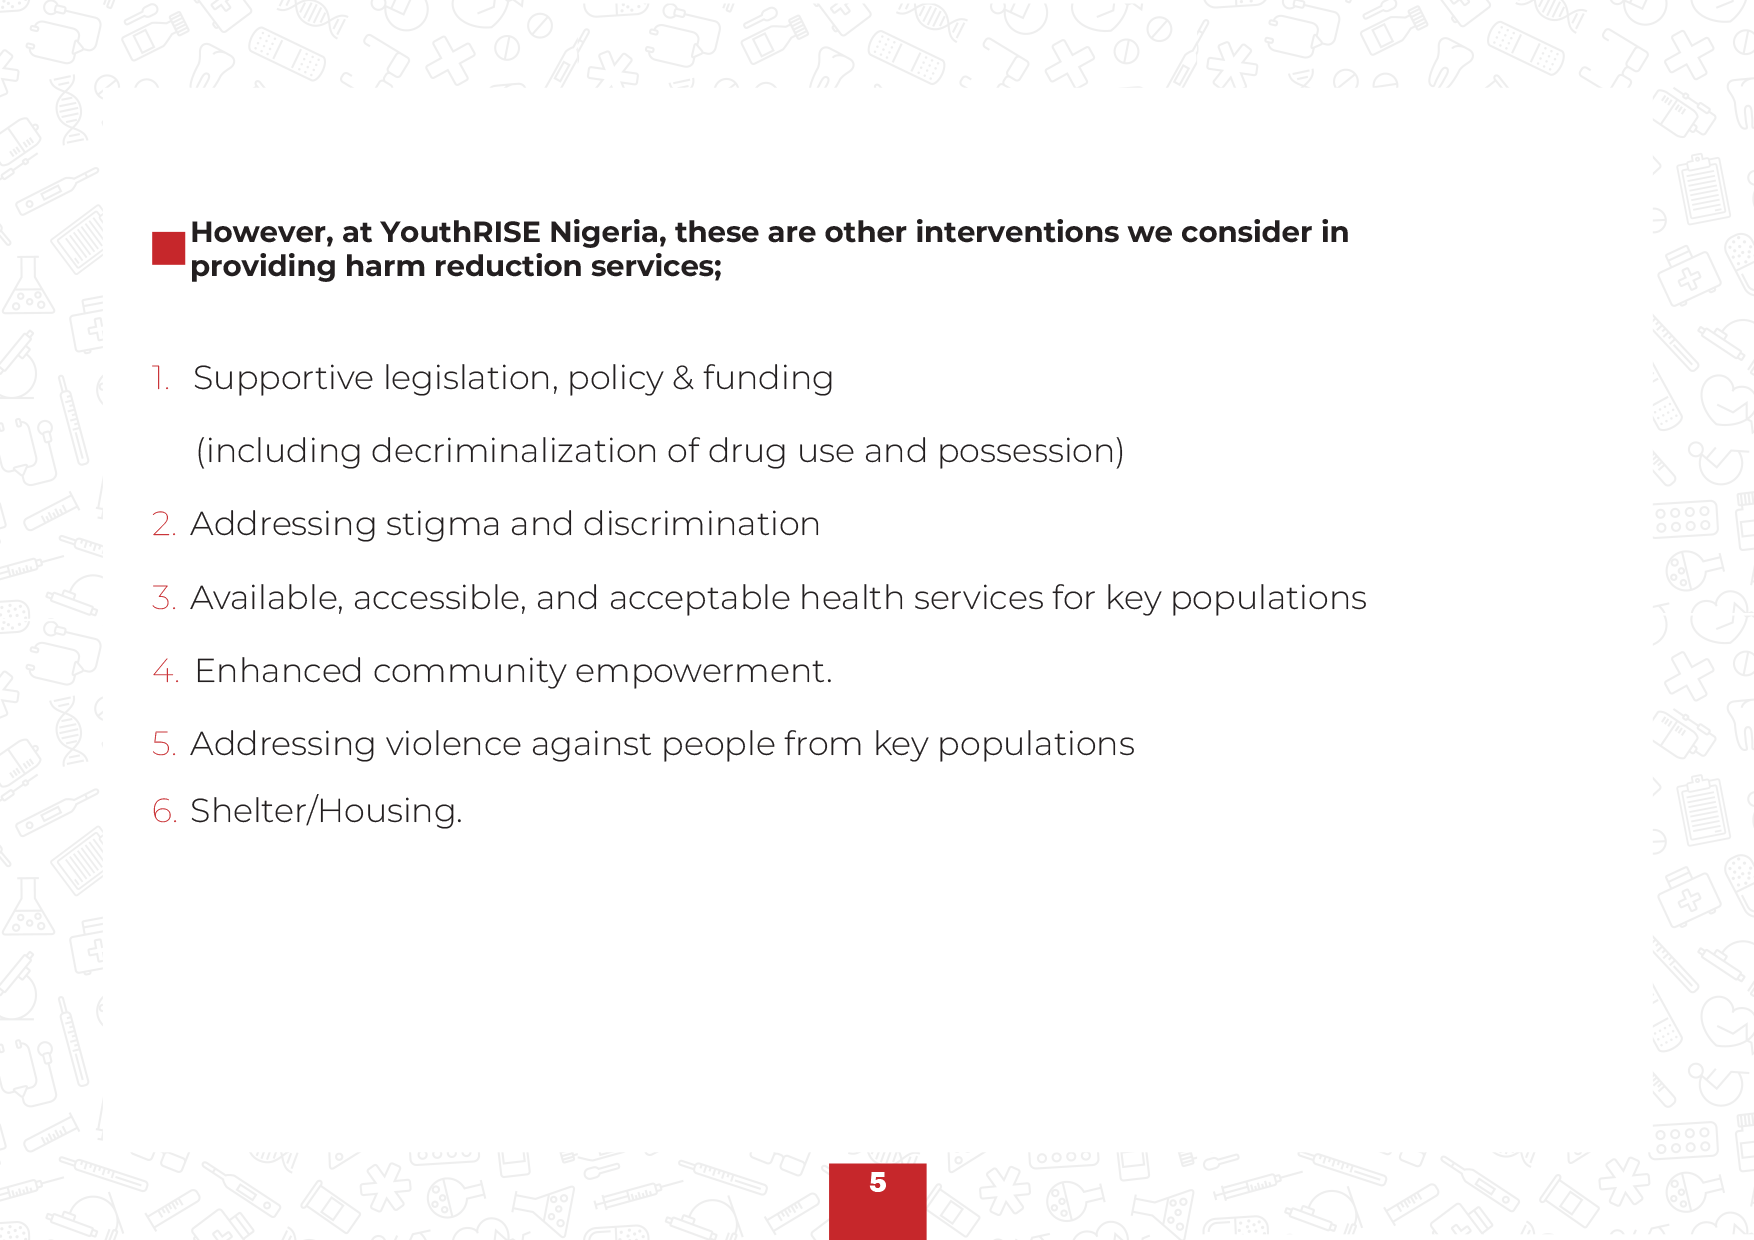 However, at YouthRISE Nigeria, these are other interventions we consider in
providing harm reduction services;
1. Supportive legislation, policy & funding
(including decriminalization of drug use and possession)
2. Addressing stigma and discrimination
3. Available, accessible, and acceptable health services for key populations
4. Enhanced community empowerment.
5. Addressing violence against people from key populations
6. Shelter/Housing.
5